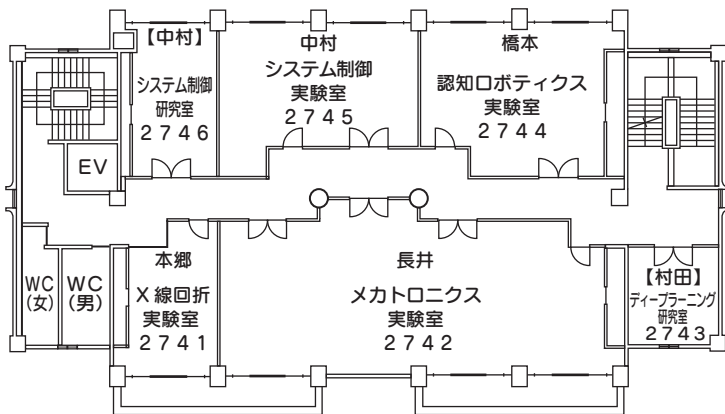 【中村】
システム制御
研究室
２７４６
中村
システム制御
実験室
２７４５
橋本
認知ロボティクス
実験室
２７４４
EV
WC
(女)
WC
(男)
本郷
X線回折
実験室
２７４１
長井
メカトロニクス
実験室
２７４２
【村田】
ディープラーニング
研究室
２７４３